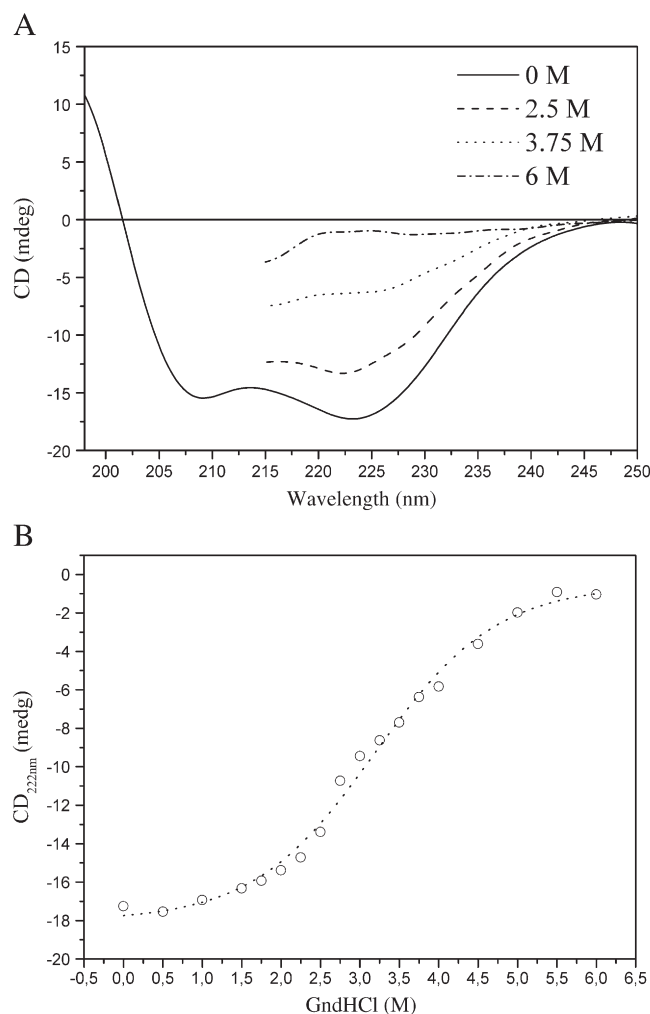 A
15
10
5
0
-5
-10
-15
-20
CD (mdeg)
0 M
2.5 M
3.75 M
6 M
200 205 210 215 220 225 230 235 240 245 250
Wavelength (nm)
B
0
-2
-4
-6
-8
-10
-12
-14
-16
-18
-20
CD222nm (medg)
-0,5 0,0 0,5 1,0 1,5 2,0 2,5 3,0 3,5 4,0 4,5 5,0 5,5 6,0 6,5
GndHCl (M)